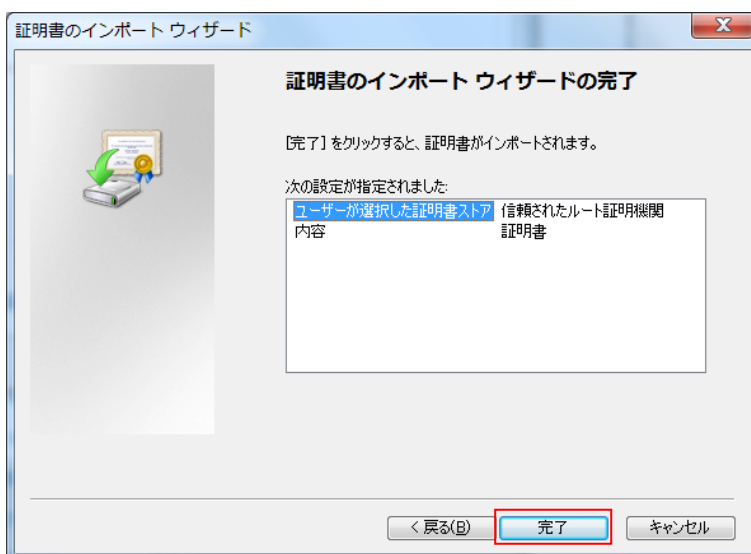 証明書のインポート ウィザード
証明書のインポート ウィザードの完了
[完了] をクリックすると、証明書がインポートされます。
次の設定が指定されました:
ユーザーが選択した証明書ストア 信頼されたルート証明機関
内容 証明書
< 戻る(B) 完了 キャンセル